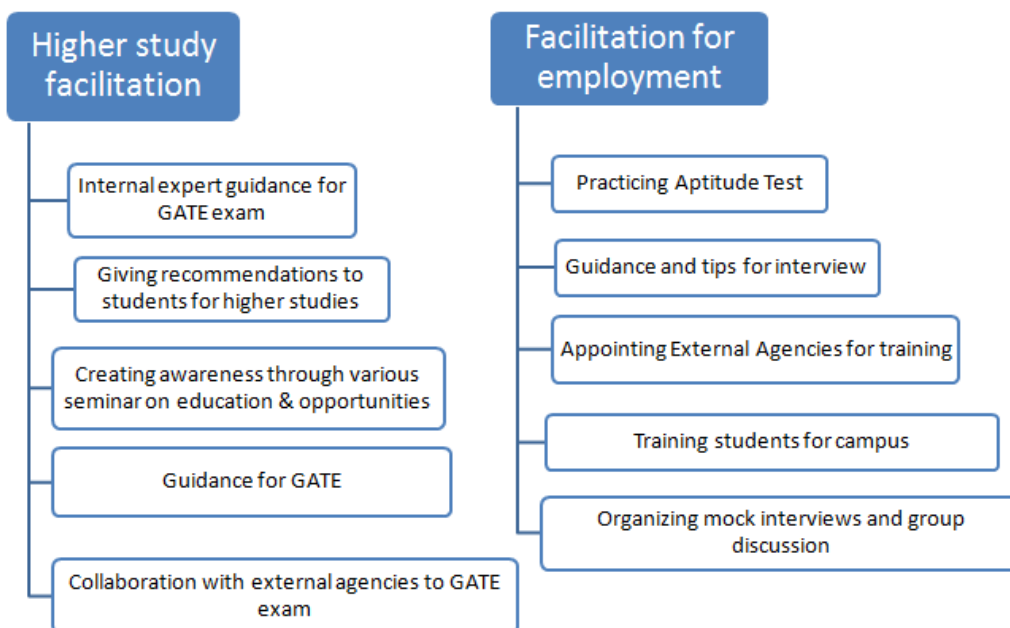 Higher study
facilitation
Internal expert guidance for
GATE exam
Giving recommendations to
students for higher studies
Creating awareness through various
seminar on education & opportunities
Guidance for GATE
Collaboration with external agencies to GATE
exam
Facilitation for
employment
Practicing Aptitude Test
Guidance and tips for interview
Appointing External Agencies for training
Training students for campus
Organizing mock interviews and group
discussion